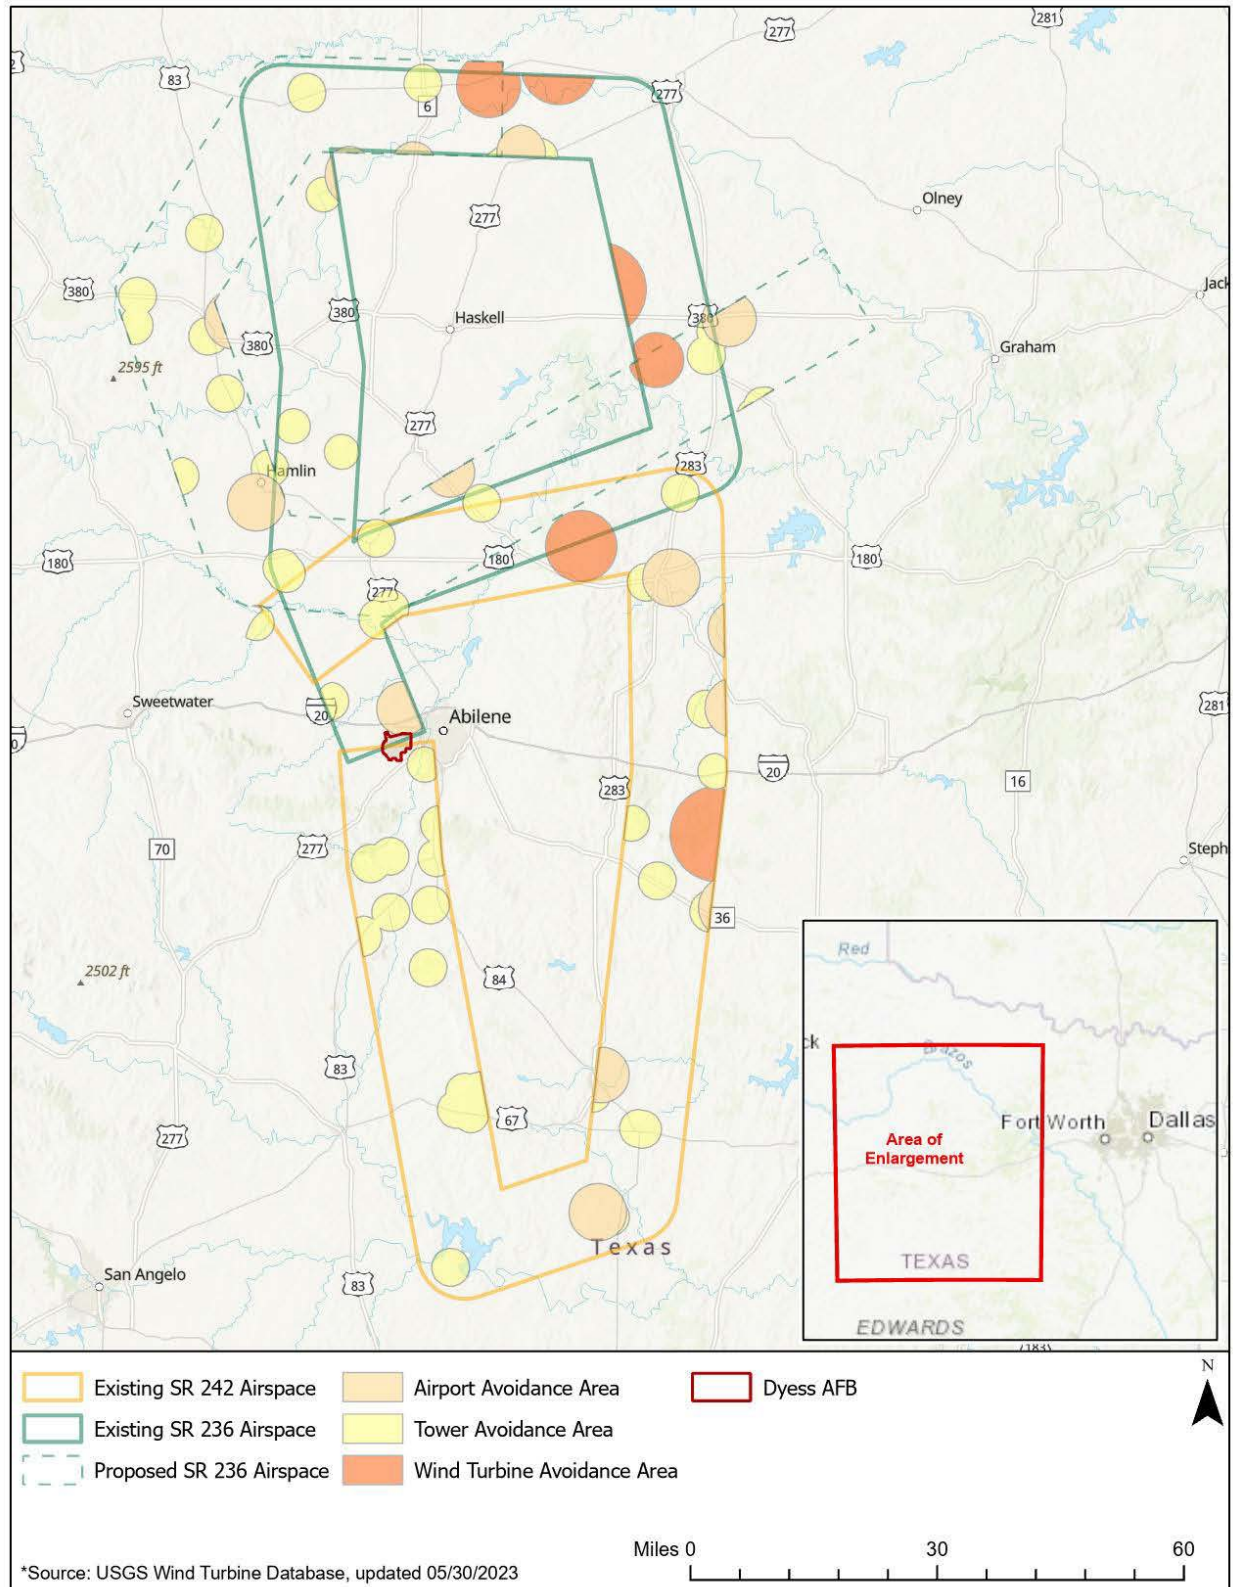 281
277
2
83
277
6
Olney
277
380
Jack
380
380
Haskell
380
Graham
2595 ft
277
283
Hamlin
180
180
180
277
Sweetwater
281
20
Abilene
0
20
16
283
277
70
Steph
36
2502 ft
84
83
67
277
Texas
San Angelo
83
183
Red
ck
Brazos
Fort Worth
Dallas
Area of
Enlargement
TEXAS
EDWARDS
N
Existing SR 242 Airspace
Airport Avoidance Area
Dyess AFB
Existing SR 236 Airspace
Tower Avoidance Area
Proposed SR 236 Airspace
Wind Turbine Avoidance Area
Miles 0
30
60
*Source: USGS Wind Turbine Database, updated 05/30/2023